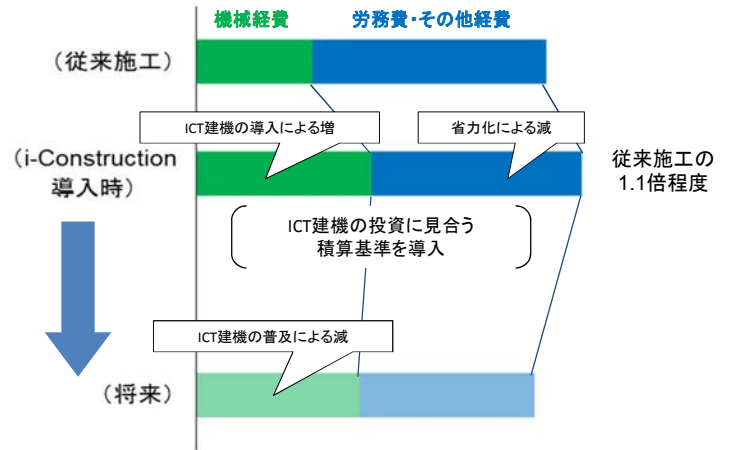 機械経費 労務費・その他経費
（従来施工）
ICT建機の導入による増 省力化による減
（i-Construction
導入時）
従来施工の
1.1倍程度
ICT建機の投資に見合う
積算基準を導入
ICT建機の普及による減
（将来）